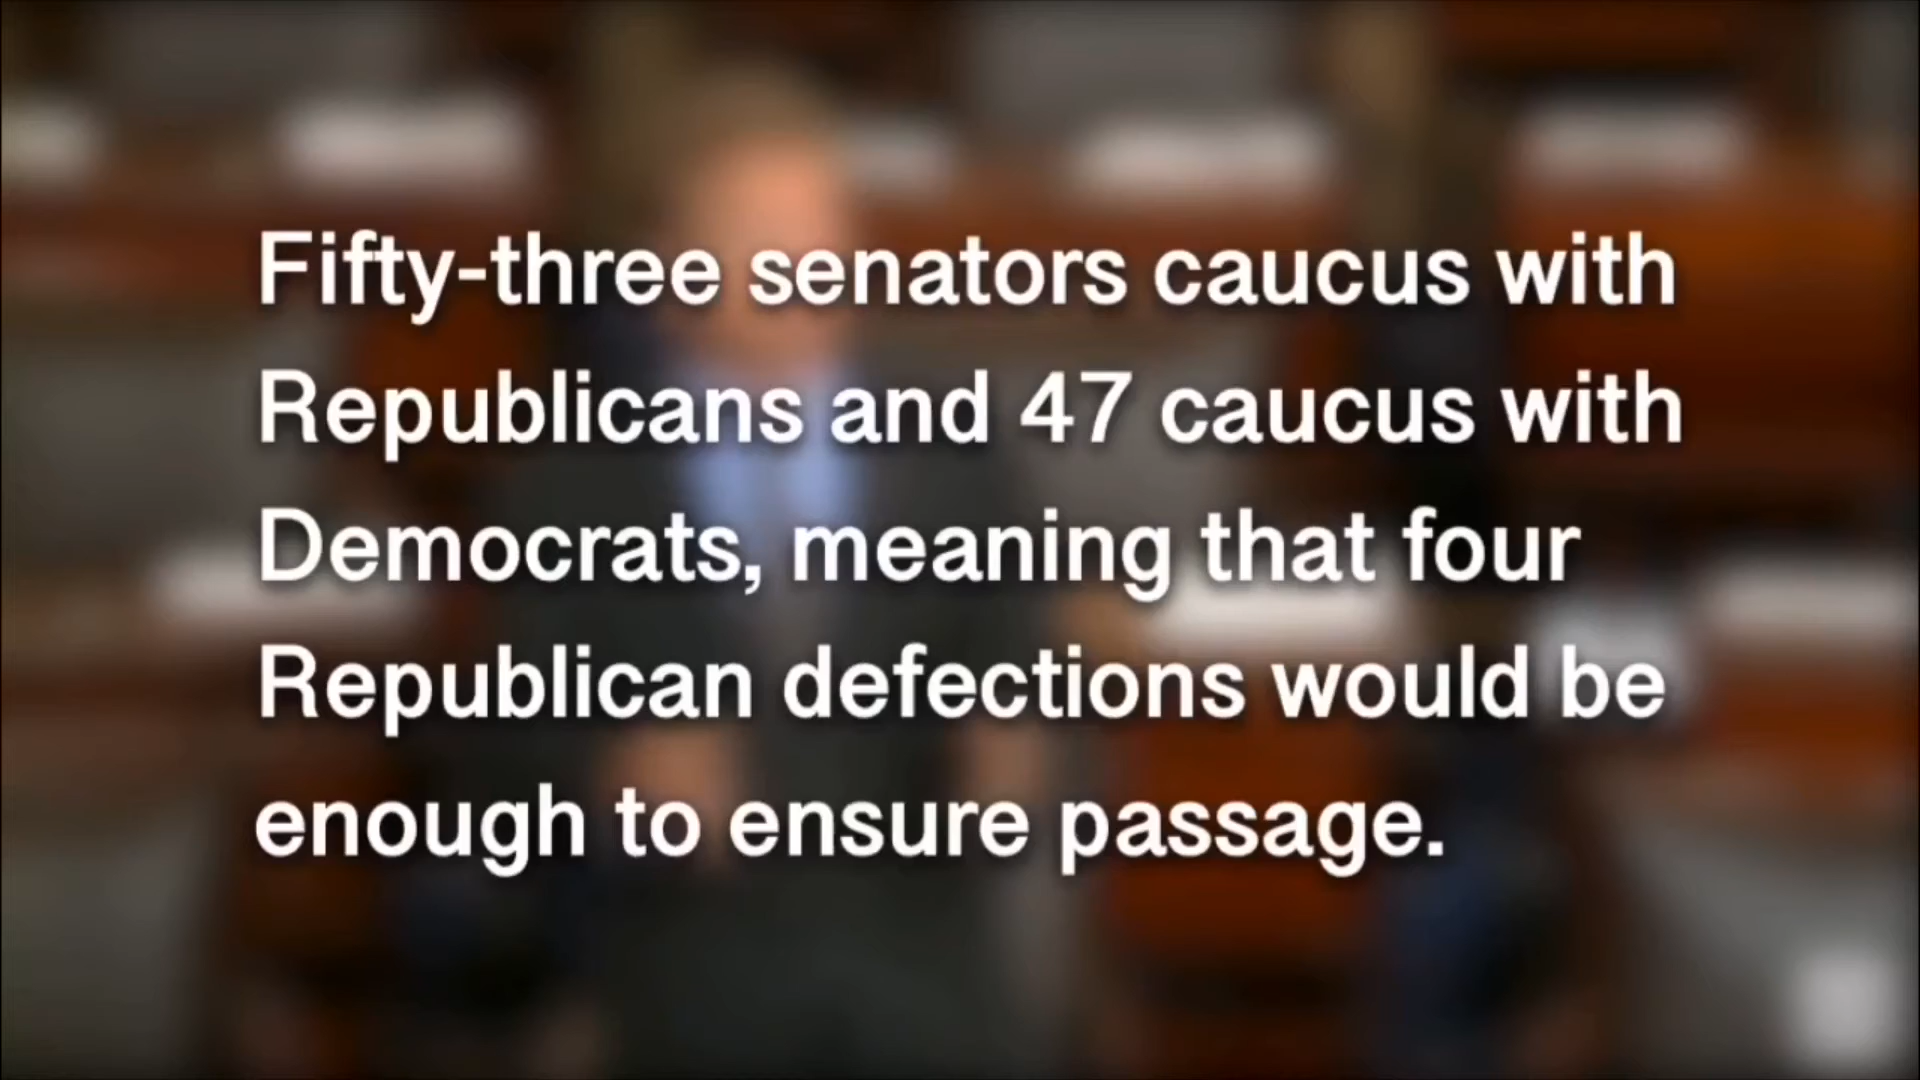 Fifty-three senators caucus with
Republicans and 47 caucus with
Democrats, meaning that four
Republican defections would be
enough to ensure passage.